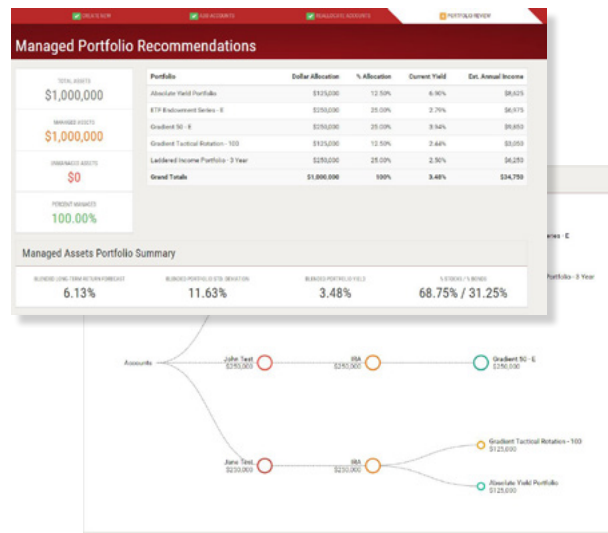 CREATE NOW
SUB-ACCOUNTS
REALLOCATE ACCOUNTS
PORTFOLIO REVIEW
Managed Portfolio Recommendations
TOTAL ASSETS
$1,000,000
MANAGED ASSETS
$1,000,000
UNMANAGED ASSETS
$0
PERCENT MANAGED
100.00%
Portfolio Dollar Allocation % Allocation Current Yield Est. Annual Income
Absolute Yield Portfolio $125,000 12.50% 6.90% $8,625
ETF Endowment Series - E $250,000 25.00% 2.79% $6,975
Gradient 50 - E $250,000 25.00% 3.94% $9,850
Gradient Tactical Rotation - 100 $125,000 12.50% 2.44% $3,050
Laddered Income Portfolio - 3 Year $250,000 25.00% 2.50% $6,250
Grand Totals $1,000,000 100% 3.48% $34,750
Managed Assets Portfolio Summary
BLENDED LONG-TERM RETURN FORECAST BLENDED PORTFOLIO STD. DEVIATION BLENDED PORTFOLIO YIELD % STOCKS / % BONDS
6.13% 11.63% 3.48% 68.75% / 31.25%
eries - E
Portfolio - 3 Year
Accounts
John Test
$250,000
IRA
$250,000
Gradient 50 - E
$250,000
Jane Test
$250,000
IRA
$250,000
Gradient Tactical Rotation - 100
$125,000
Absolute Yield Portfolio
$125,000